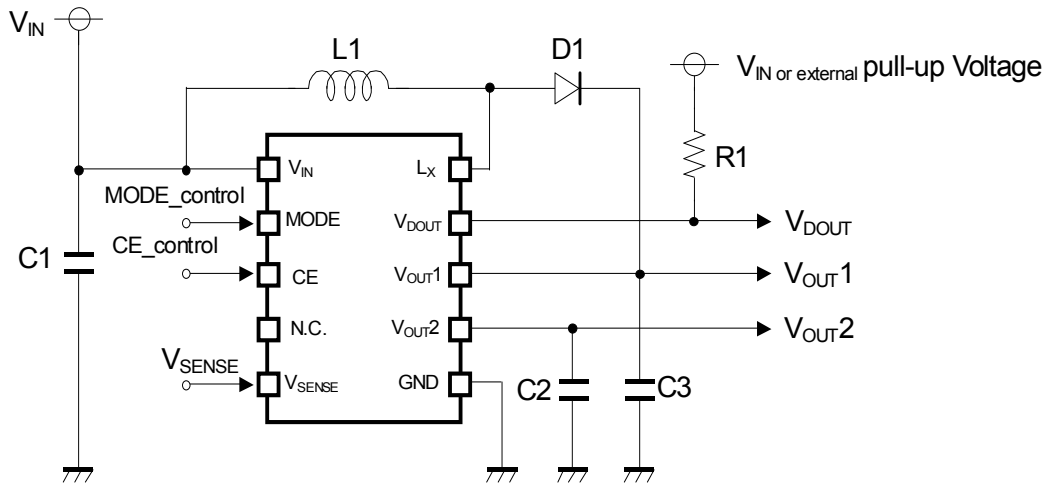 VIN
L1
D1
VIN or external pull-up Voltage
R1
VIN
LX
MODE_control
MODE
VDOUT
VDOUT
C1
CE_control
CE
VOUT1
VOUT1
N.C.
VOUT2
VOUT2
VSENSE
VSENSE
GND
C2
C3